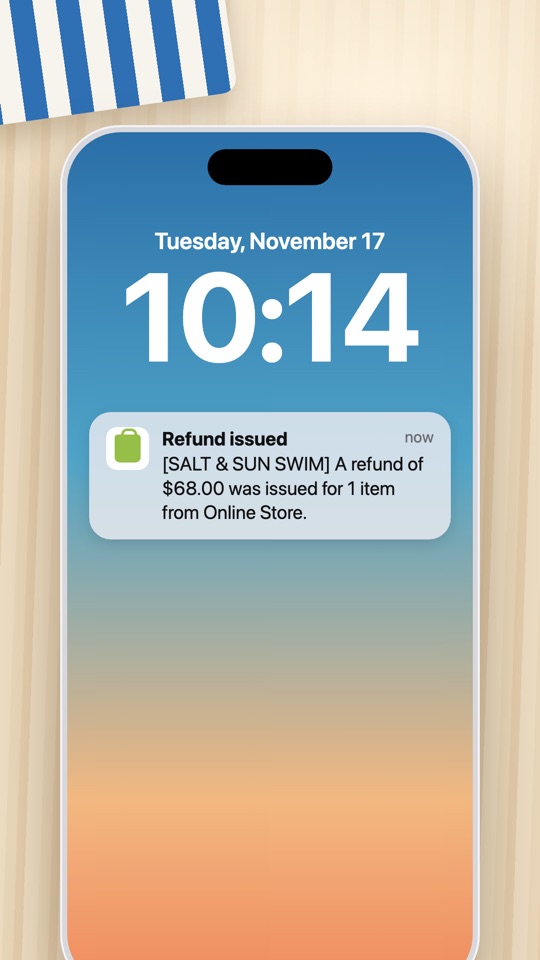 Tuesday, November 17
10:14
Refund issued
now
[SALT & SUN SWIM] A refund of
$68.00 was issued for 1 item
from Online Store.